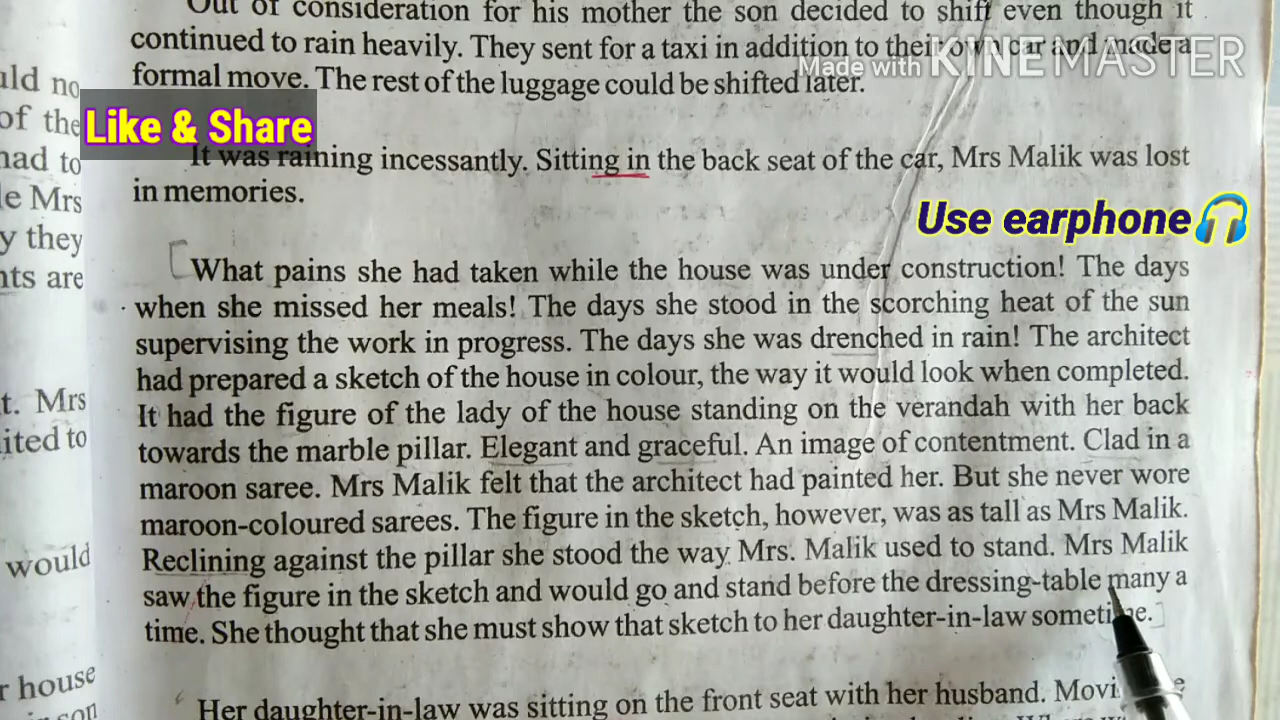 Out of consideration for his mother the son decided to shift even though it
continued to rain heavily. They sent for a taxi in addition to their own car and made a
Made with KINEMASTER
formal move. The rest of the luggage could be shifted later.
uld no
of the
Like & Share
had to
It was raining incessantly. Sitting in the back seat of the car, Mrs Malik was lost
in memories.
le Mrs
y they
nts are
Use earphone
What pains she had taken while the house was under construction! The days
when she missed her meals! The days she stood in the scorching heat of the sun
supervising the work in progress. The days she was drenched in rain! The architect
had prepared a sketch of the house in colour, the way it would look when completed.
It had the figure of the lady of the house standing on the verandah with her back
towards the marble pillar. Elegant and graceful. An image of contentment. Clad in a
maroon saree. Mrs Malik felt that the architect had painted her. But she never wore
maroon-coloured sarees. The figure in the sketch, however, was as tall as Mrs Malik.
Reclining against the pillar she stood the way Mrs. Malik used to stand. Mrs Malik
saw the figure in the sketch and would go and stand before the dressing-table many a
time. She thought that she must show that sketch to her daughter-in-law sometime.
t. Mrs
ited to
would
r house
son
Her daughter-in-law was sitting on the front seat with her husband.